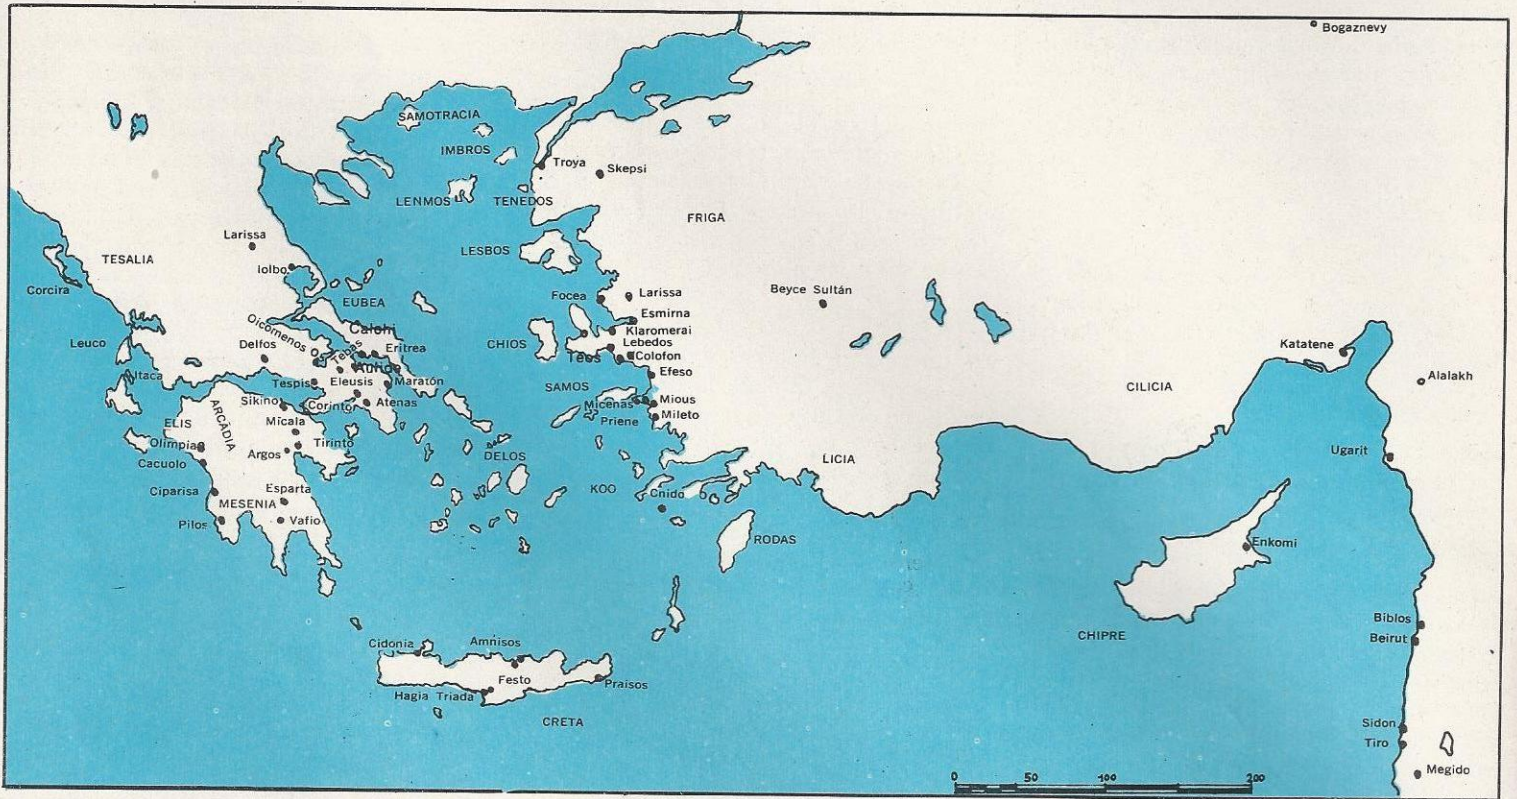 Bogaznevy
SAMOTRACIA
IMBROS
Troya
Skepsi
LENMOS
TENEDOS
FRIGA
Larissa
LESBOS
TESALIA
Iolbo
Corcira
Focea
Larissa
Beyce Sultán
EUBEA
Esmirna
Oicomenos
Calchi
Klaromerai
Leuco
Delfos
Tebas
Eritrea
CHIOS
Lebedos
Katatene
Teos
Colofon
Efeso
Itaca
Tespis
Eleusis
Maratón
SAMOS
CILICIA
Alalakh
Sikino
Corinto
Atenas
Micenas
Mious
ARCADIA
ELIS
Micala
Priene
Mileto
Olimpia
Tirinto
Argos
DELOS
LICIA
Ugarit
Cacuolo
Ciparisa
Esparta
KOO
Cnido
MESENIA
Pilos
Vafio
RODAS
Enkomi
Biblos
CHIPRE
Beirut
Cidonia
Amnisos
Festo
Praisos
Hagia Triada
CRETA
Sidon
Tiro
Megido
0 50 100 200